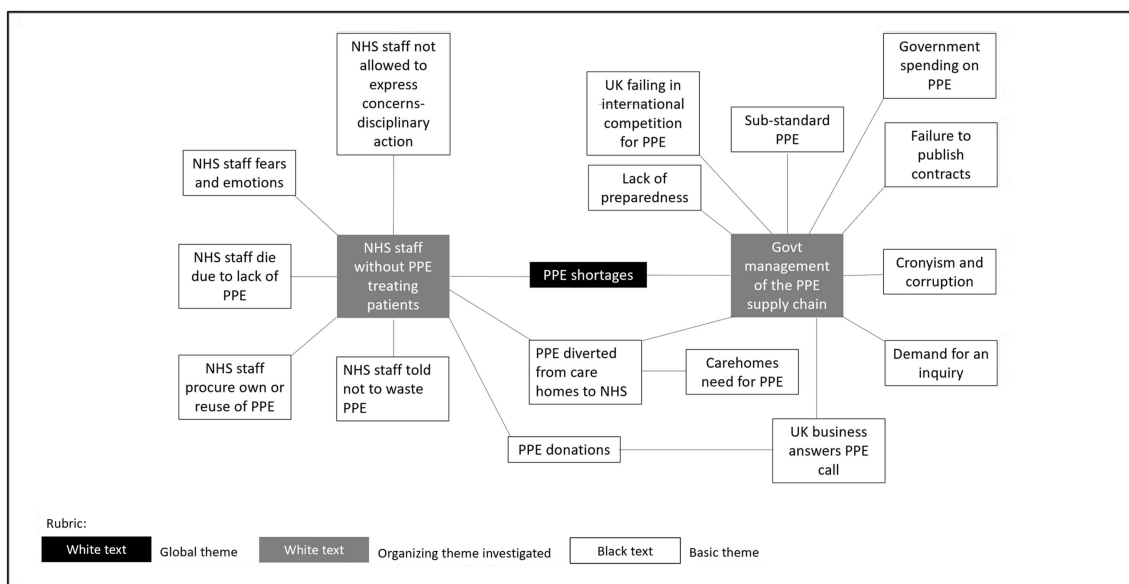 NHS staff not
allowed to
express
concerns-
disciplinary
action
NHS staff fears
and emotions
NHS staff die
due to lack of
PPE
NHS staff
procure own or
reuse of PPE
NHS staff told
not to waste
PPE
NHS staff
without PPE
treating
patients
PPE shortages
PPE diverted
from care
homes to NHS
Carehomes
need for PPE
PPE donations
UK business
answers PPE
call
UK failing in
international
competition
for PPE
Lack of
preparedness
Sub-standard
PPE
Government
spending on
PPE
Failure to
publish
contracts
Govt
management
of the PPE
supply chain
Cronyism and
corruption
Demand for an
inquiry
Rubric:
White text
Global theme
White text
Organizing theme investigated
Black text
Basic theme